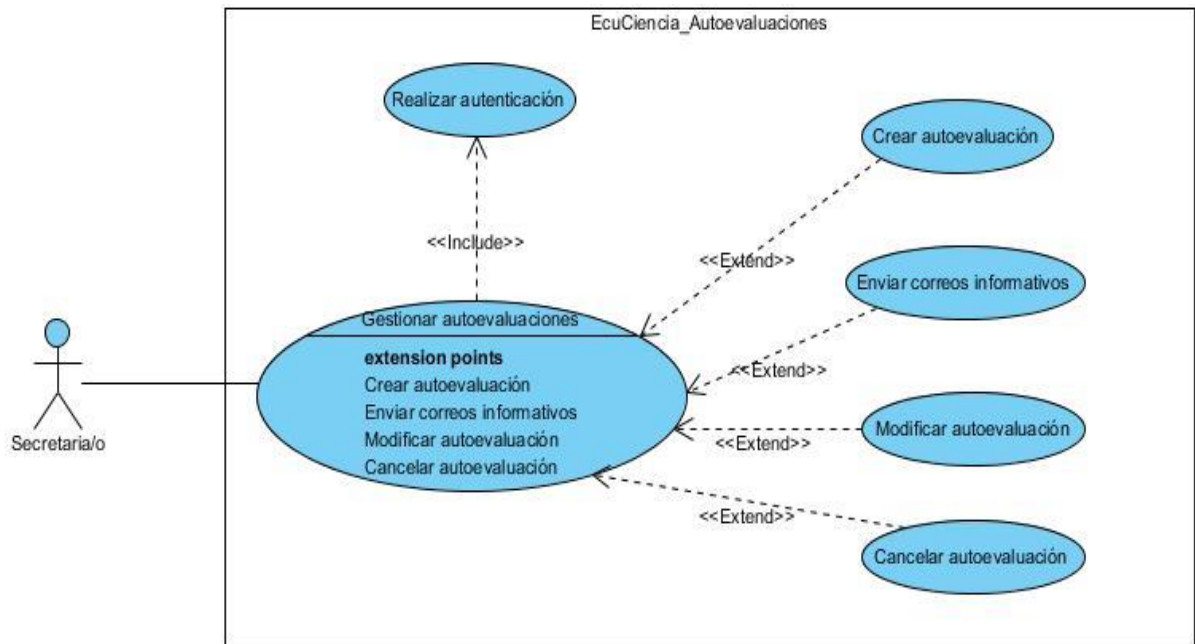 EcuCiencia_Autoevaluaciones
Realizar autenticación
Crear autoevaluación
<<Include>>
<<Extend>>
Enviar correos informativos
Gestionar autoevaluaciones
extension points
Crear autoevaluación
Enviar correos informativos
Modificar autoevaluación
Cancelar autoevaluación
<<Extend>>
Modificar autoevaluación
<<Extend>>
Secretaria/o
<<Extend>>
Cancelar autoevaluación